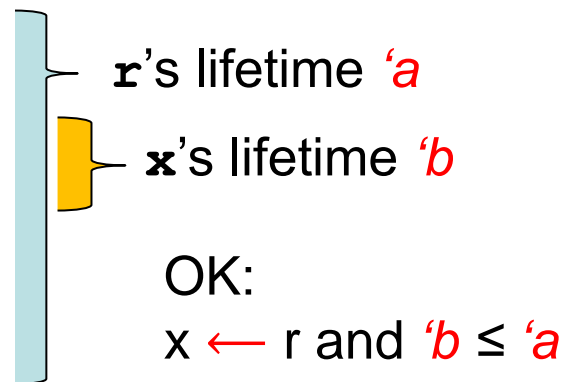 r’s lifetime ‘a
x’s lifetime ‘b
OK:
x ← r and ‘b ≤ ‘a